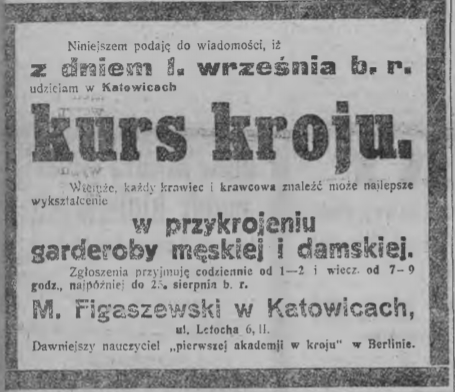 Niniejszem podaję do wiadomości, iż
z dniem 1. września b. r.
udzielam w Katowicach
kurs kroju.
każdy krawiec i krawcowa znaleźć może najlepsze
wykształcenie
w przykrojeniu
garderoby męskiej i damskiej.
Zgłoszenia przyjmuję codziennie od 1—2 i wiecz. od 7—9
godz., najpóźniej do 25. sierpnia b. r.
M. Figaszewski w Katowicach,
ul. Letocha 6, II.
Dawniejszy nauczyciel „pierwszej akademji w kroju" w Berlinie.